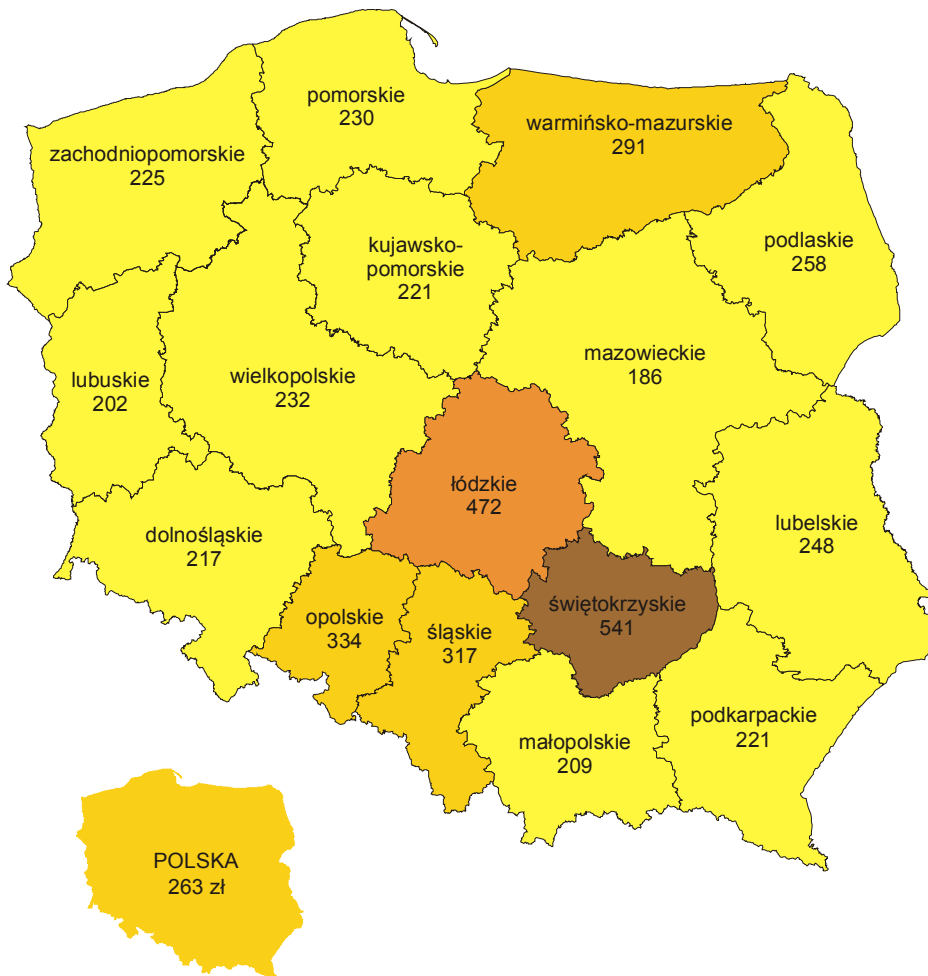 pomorskie
230
warmińsko-mazurskie
291
zachodniopomorskie
225
podlaskie
258
kujawsko-
pomorskie
221
mazowieckie
186
lubuskie
202
wielkopolskie
232
łódzkie
472
lubelskie
248
dolnośląskie
217
świętokrzyskie
541
opolskie
334
śląskie
317
podkarpackie
221
małopolskie
209
POLSKA
263 zł